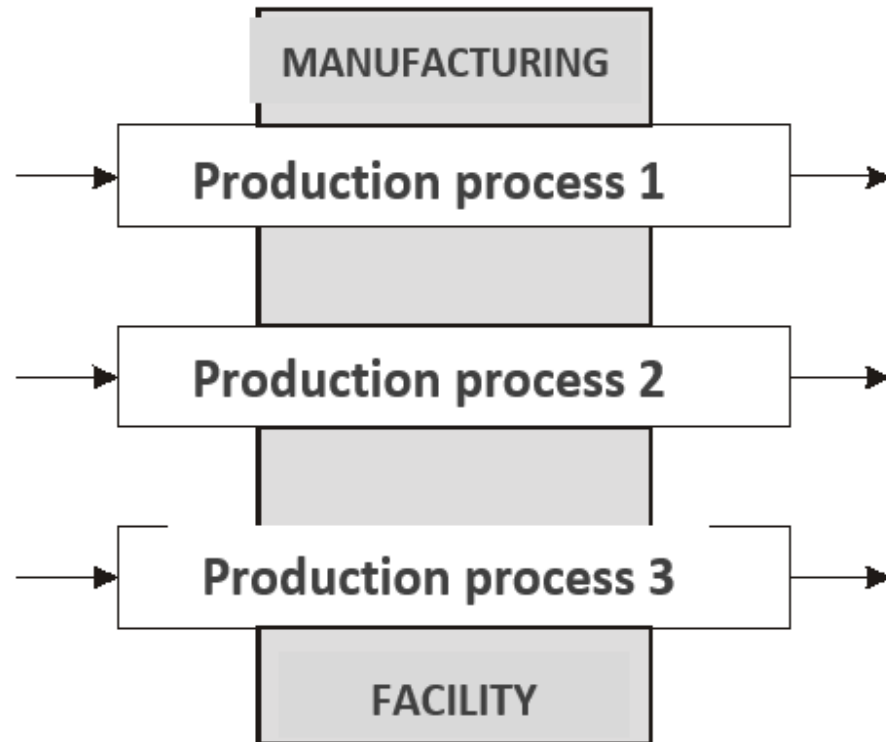 MANUFACTURING
Production process 1
Production process 2
Production process 3
FACILITY